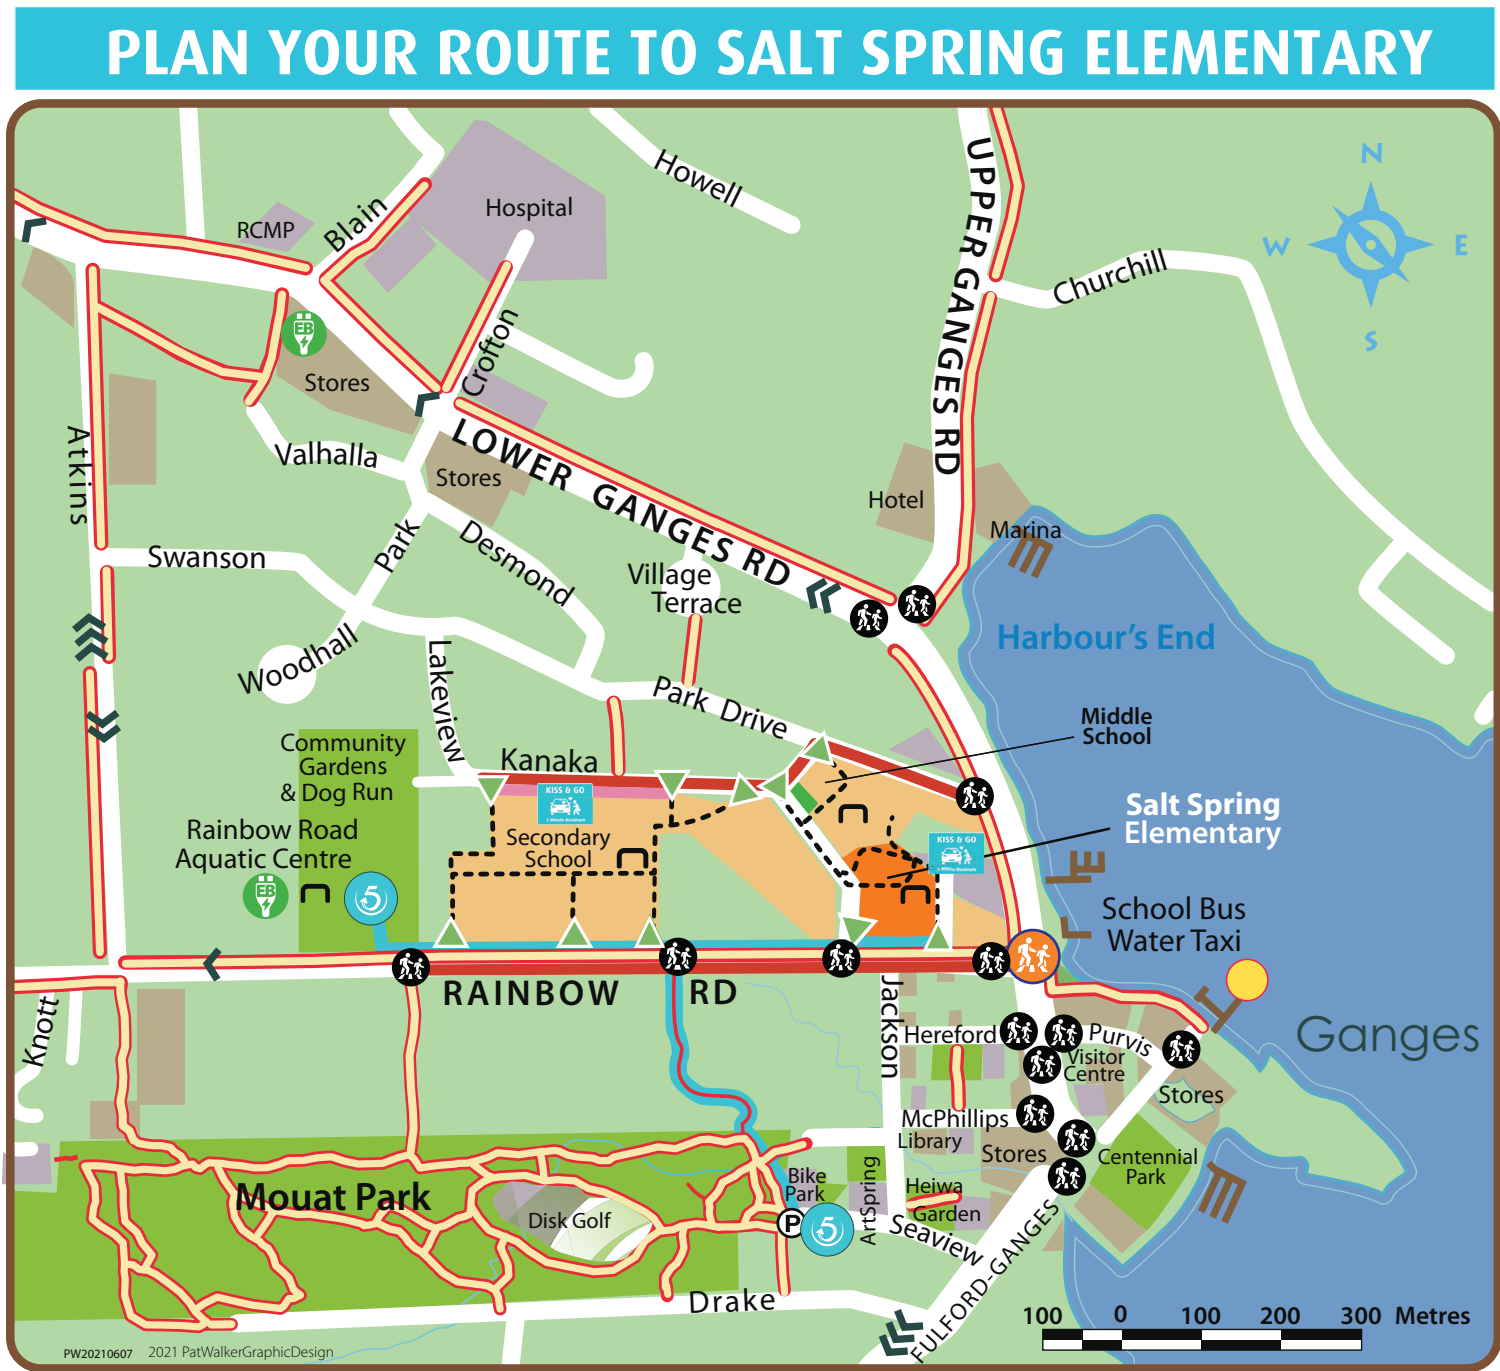 PLAN YOUR ROUTE TO SALT SPRING ELEMENTARY
N
W
E
S
Howell
UPPER GANGES RD
Churchill
Hospital
RCMP
Blain
EB
Stores
Crofton
Valhalla
Stores
LOWER GANGES RD
Hotel
Marina
Atkins
Swanson
Park
Desmond
Village
Terrace
Harbour's End
Woodhall
Lakeview
Park Drive
Middle
School
Community
Gardens
& Dog Run
Kanaka
KISS & GO
Secondary
School
Rainbow Road
Aquatic Centre
EB
5
KISS & GO
Salt Spring
Elementary
School Bus
Water Taxi
RAINBOW RD
Knott
Jackson
Hereford
Purvis
Visitor
Centre
Ganges
Stores
McPhillips
Library
Stores
Centennial
Park
Mouat Park
Disk Golf
Bike
Park
P
5
ArtSpring
Heiwa
Garden
Seaview
FULFORD-GANGES
Drake
100 0 100 200 300 Metres
PW20210607 2021 PatWalkerGraphicDesign